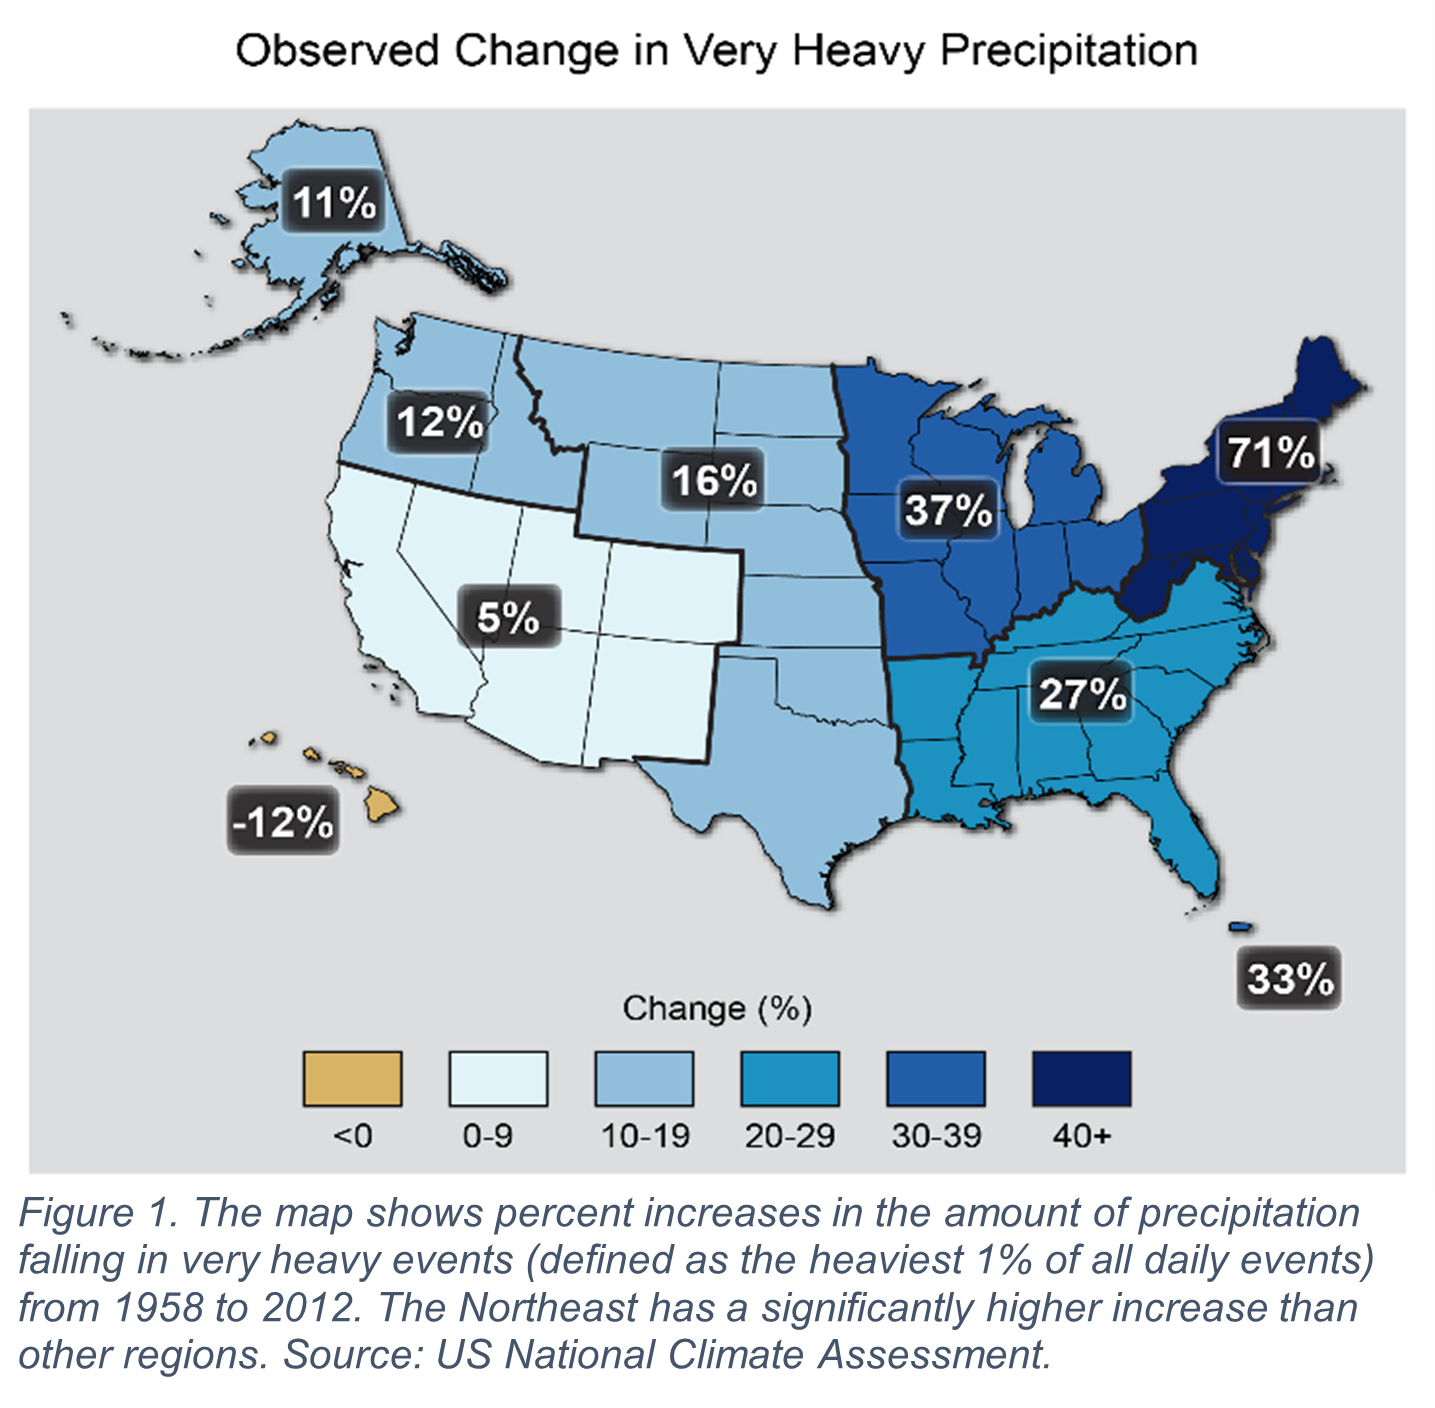 Observed Change in Very Heavy Precipitation
11%
12%
16%
37%
71%
5%
27%
-12%
33%
Change (%)
<0
0-9
10-19
20-29
30-39
40+
Figure 1. The map shows percent increases in the amount of precipitation
falling in very heavy events (defined as the heaviest 1% of all daily events)
from 1958 to 2012. The Northeast has a significantly higher increase than
other regions. Source: US National Climate Assessment.